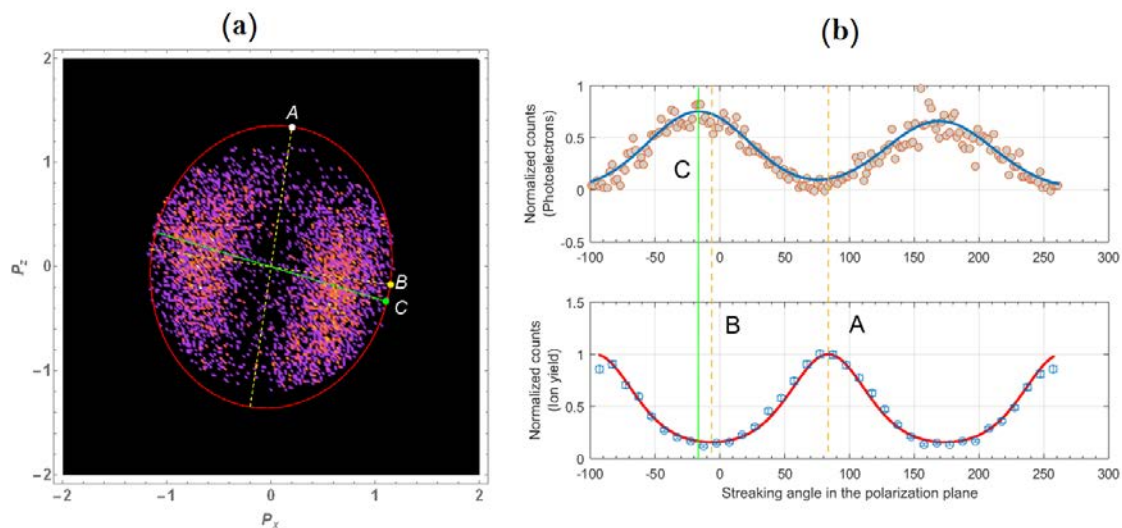 (a)
2
1
0
−1
−2
−2
−1
0
1
2
P_z
P_x
A
B
C
(b)
Normalized counts
(Photoelectrons)
1
0.5
0
-0.5
-100
-50
0
50
100
150
200
250
300
C
Normalized counts
(Ion yield)
1.5
1
0.5
0
B
A
-100
-50
0
50
100
150
200
250
300
Streaking angle in the polarization plane